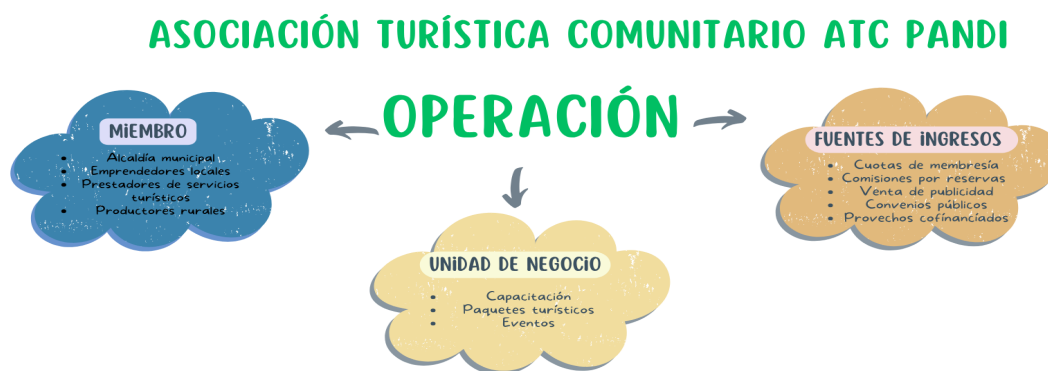 ASOCIACIÓN TURÍSTICA COMUNITARIO ATC PANDI
OPERACIÓN
MIEMBRO
• Alcaldía municipal
• Emprendedores locales
• Prestadores de servicios
turísticos
• Productores rurales
UNIDAD DE NEGOCIO
• Capacitación
• Paquetes turísticos
• Eventos
FUENTES DE INGRESOS
• Cuotas de membresía
• Comisiones por reservas
• Venta de publicidad
• Convenios públicos
• Provechos cofinanciados